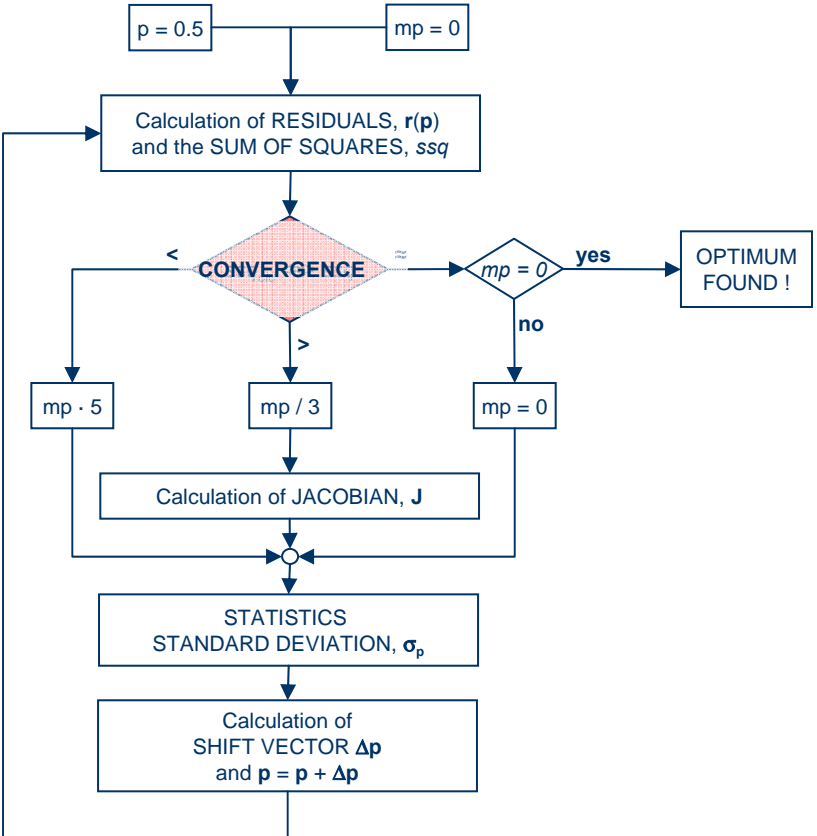 p = 0.5
mp = 0
Calculation of RESIDUALS, r(p)
and the SUM OF SQUARES, ssq
<
CONVERGENCE
=
mp = 0
yes
OPTIMUM
FOUND !
>
no
mp · 5
mp / 3
mp = 0
Calculation of JACOBIAN, J
STATISTICS
STANDARD DEVIATION, σp
Calculation of
SHIFT VECTOR Δp
and p = p + Δp